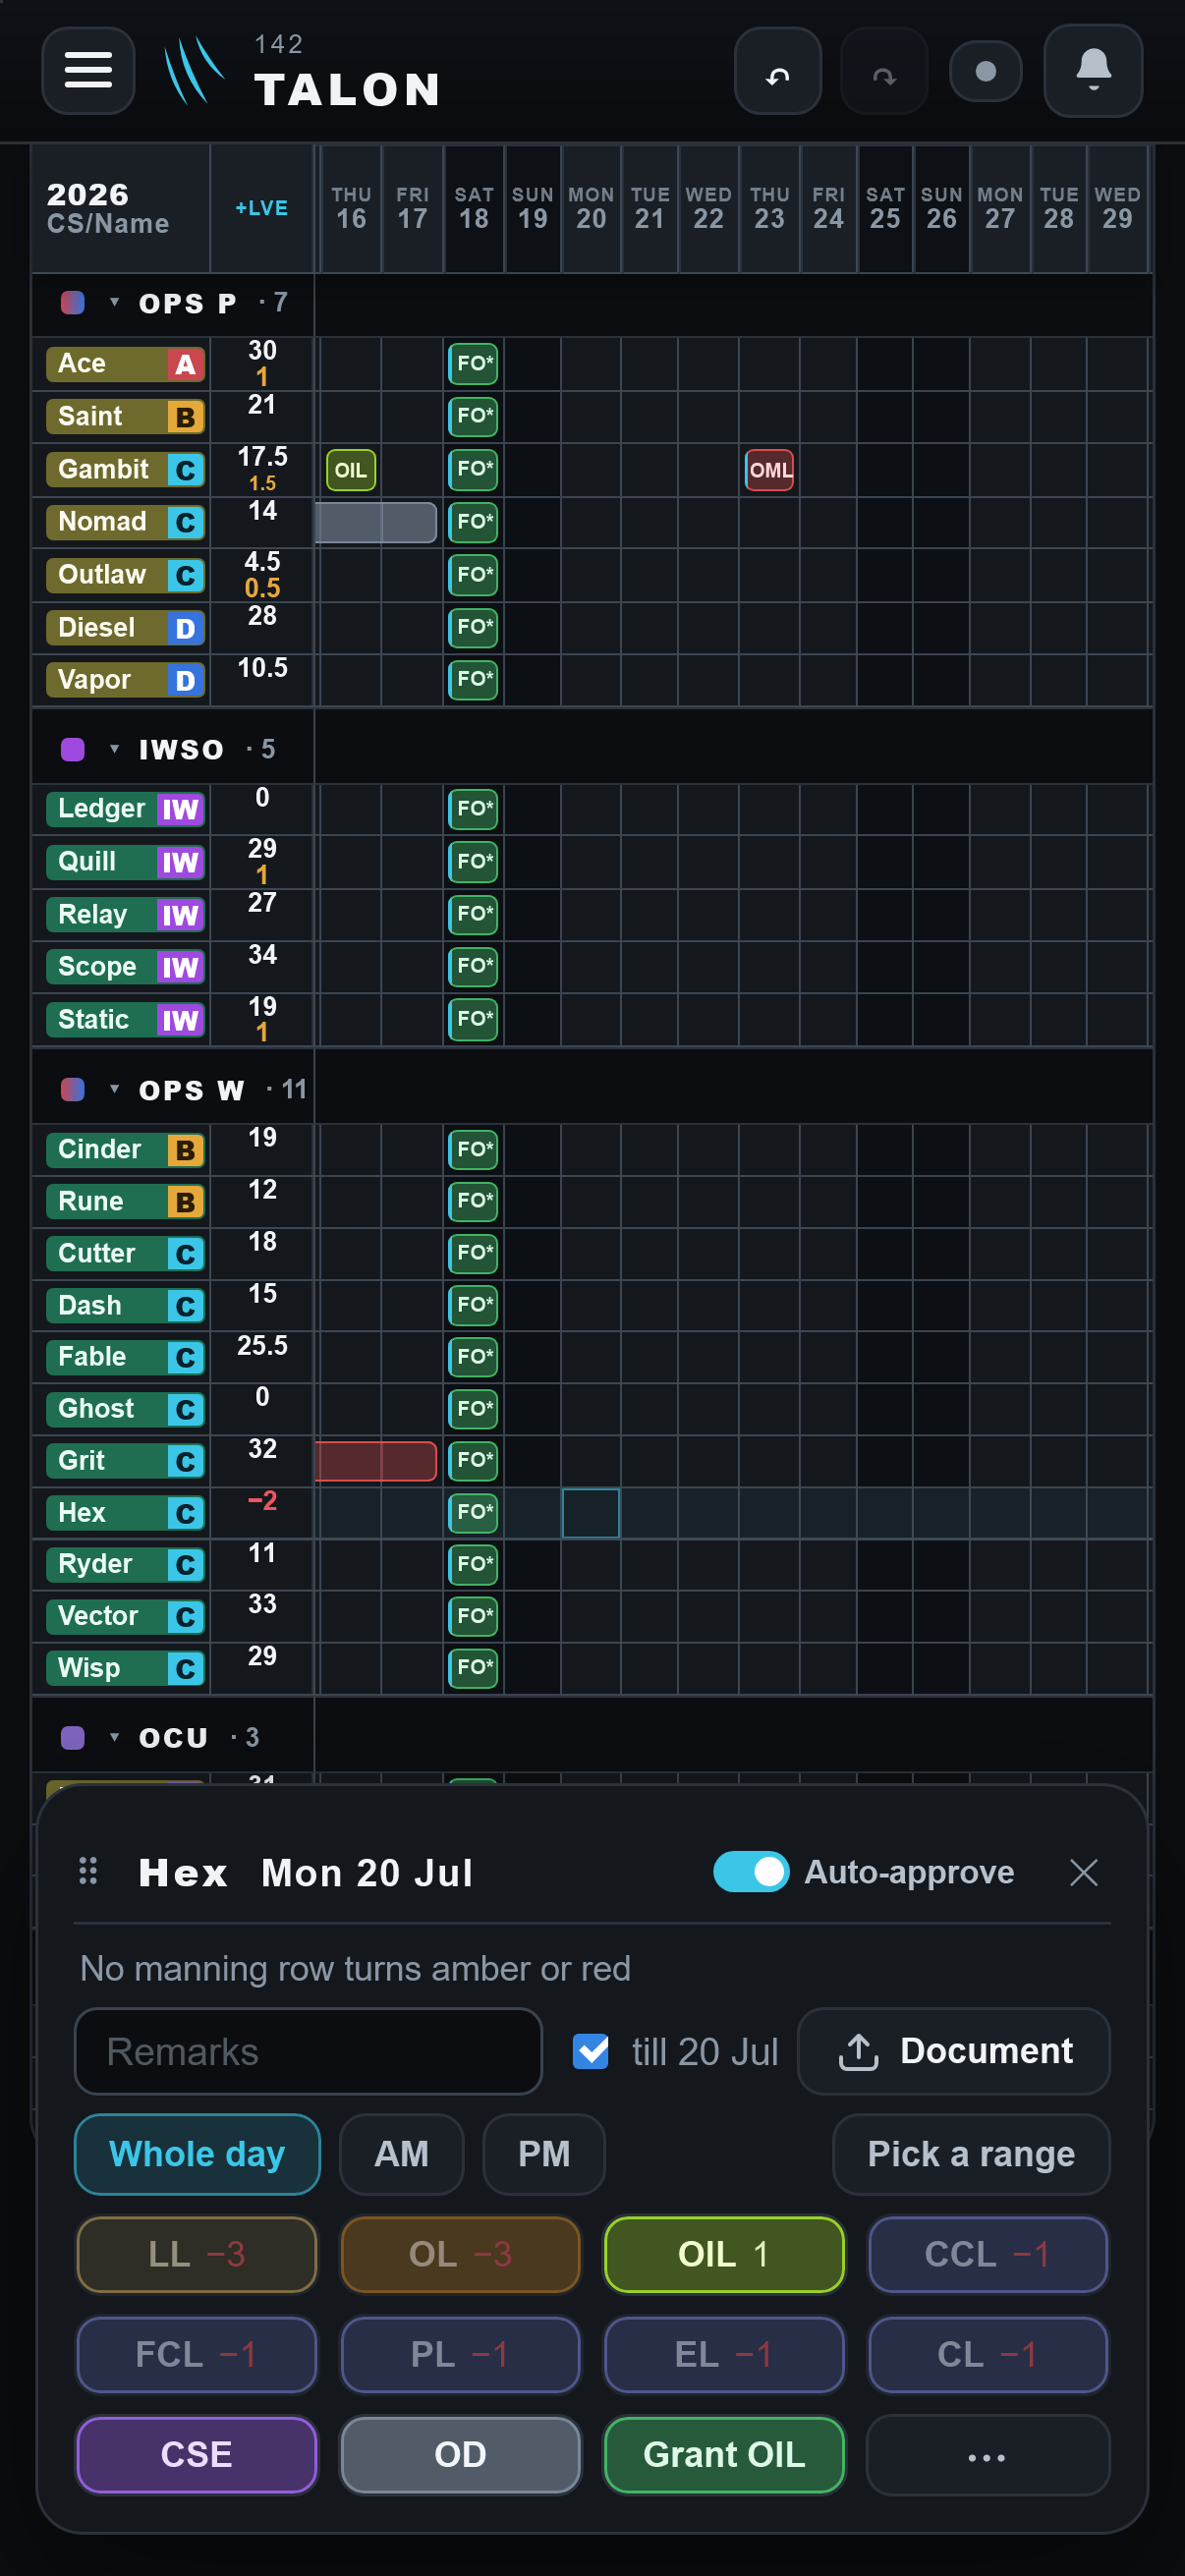 142
TALON
2026
CS/Name
+LVE
THU 16 FRI 17 SAT 18 SUN 19 MON 20 TUE 21 WED 22 THU 23 FRI 24 SAT 25 SUN 26 MON 27 TUE 28 WED 29
OPS P · 7
Ace A 30 1 FO*
Saint B 21 FO*
Gambit C 17.5 1.5 OIL FO* OML
Nomad C 14 FO*
Outlaw C 4.5 0.5 FO*
Diesel D 28 FO*
Vapor D 10.5 FO*
IWSO · 5
Ledger IW 0 FO*
Quill IW 29 1 FO*
Relay IW 27 FO*
Scope IW 34 FO*
Static IW 19 1 FO*
OPS W · 11
Cinder B 19 FO*
Rune B 12 FO*
Cutter C 18 FO*
Dash C 15 FO*
Fable C 25.5 FO*
Ghost C 0 FO*
Grit C 32 FO*
Hex C −2 FO*
Ryder C 11 FO*
Vector C 33 FO*
Wisp C 29 FO*
OCU · 3
Hex Mon 20 Jul Auto-approve
No manning row turns amber or red
Remarks till 20 Jul Document
Whole day AM PM Pick a range
LL −3 OL −3 OIL 1 CCL −1
FCL −1 PL −1 EL −1 CL −1
CSE OD Grant OIL ...